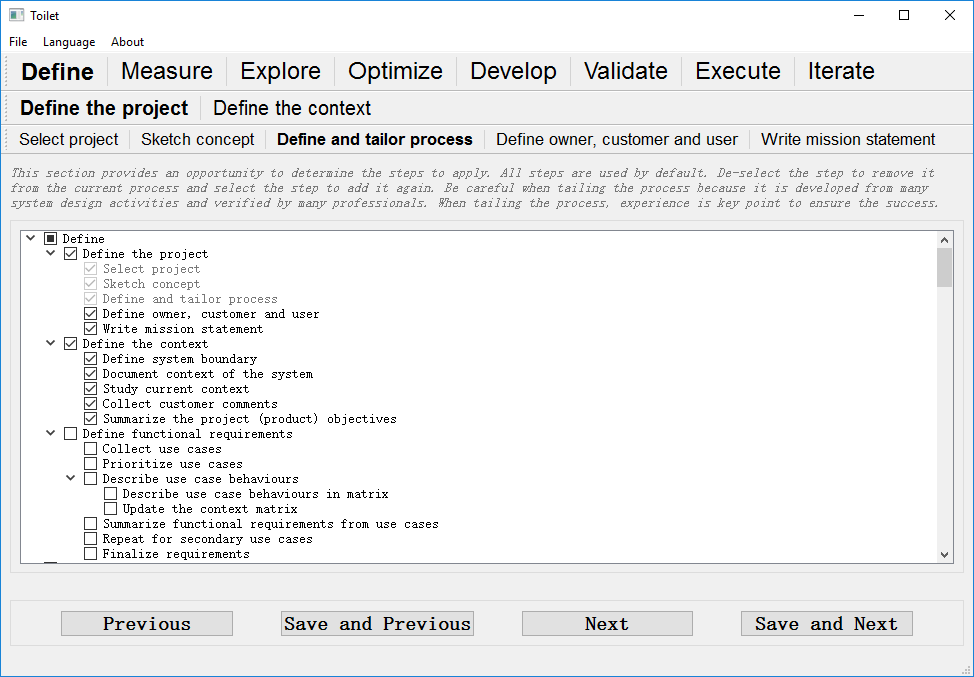 Toilet
File Language About
Define Measure Explore Optimize Develop Validate Execute Iterate
Define the project Define the context
Select project Sketch concept Define and tailor process Define owner, customer and user Write mission statement
This section provides an opportunity to determine the steps to apply. All steps are used by default. De-select the step to remove it
from the current process and select the step to add it again. Be careful when tailing the process because it is developed from many
system design activities and verified by many professionals. When tailing the process, experience is key point to ensure the success.
Define
Define the project
Select project
Sketch concept
Define and tailor process
Define owner, customer and user
Write mission statement
Define the context
Define system boundary
Document context of the system
Study current context
Collect customer comments
Summarize the project (product) objectives
Define functional requirements
Collect use cases
Prioritize use cases
Describe use case behaviours
Describe use case behaviours in matrix
Update the context matrix
Summarize functional requirements from use cases
Repeat for secondary use cases
Finalize requirements
Previous Save and Previous Next Save and Next